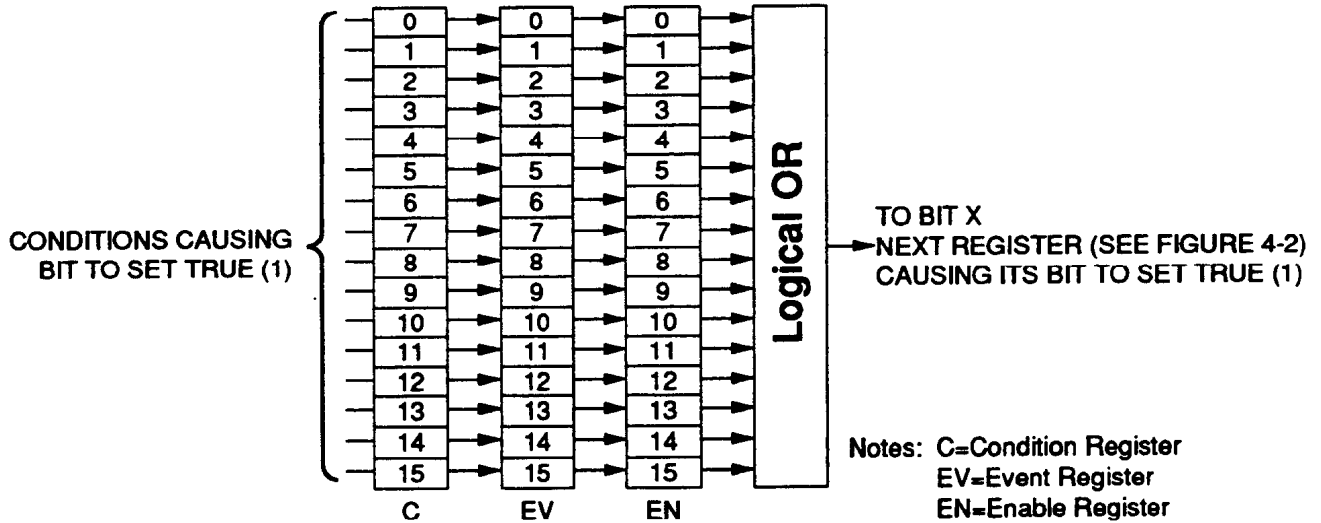 0 0 0
1 1 1
2 2 2
3 3 3
4 4 4
5 5 5
6 6 6
7 7 7
8 8 8
9 9 9
10 10 10
11 11 11
12 12 12
13 13 13
14 14 14
15 15 15
C EV EN
CONDITIONS CAUSING
BIT TO SET TRUE (1)
Logical OR
TO BIT X
NEXT REGISTER (SEE FIGURE 4-2)
CAUSING ITS BIT TO SET TRUE (1)
Notes: C=Condition Register
EV=Event Register
EN=Enable Register